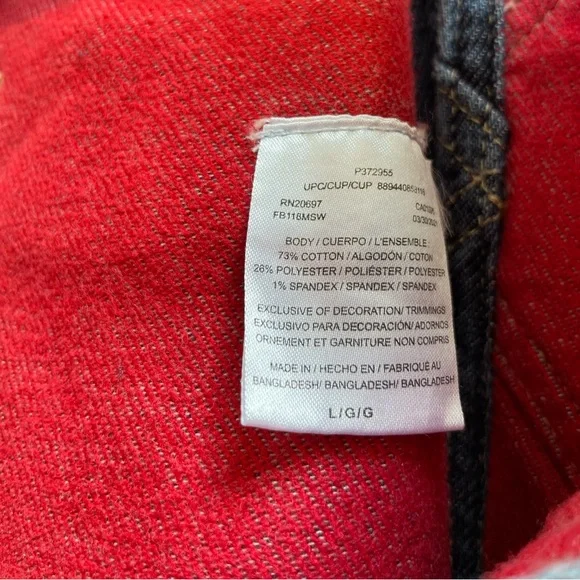 P372955
UPC/CUP/CUP
RN20697
FB118MSW
BODY / CUERPO / L'ENSEMBLE:
73% COTTON / ALGODÓN / COTON
26% POLYESTER / POLIÉSTER / POLYESTER
1% SPANDEX / SPANDEX / SPANDEX
EXCLUSIVE OF DECORATION/ TRIMMINGS
EXCLUSIVO PARA DECORACIÓN/ ADORNOS
ORNEMENT ET GARNITURE NON COMPRIS
MADE IN / HECHO EN / FABRIQUÉ AU
BANGLADESH/ BANGLADESH/ BANGLADESH
L/G/G